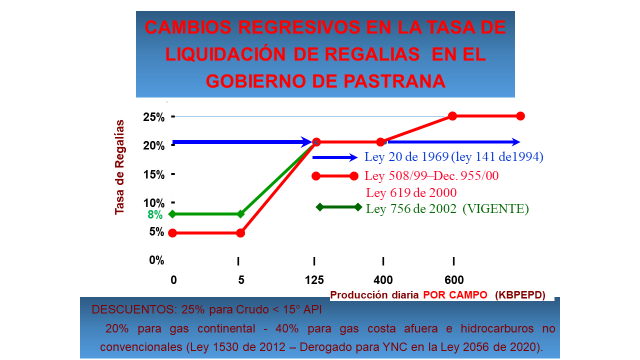 CAMBIOS REGRESIVOS EN LA TASA DE
LIQUIDACIÓN DE REGALIAS EN EL
GOBIERNO DE PASTRANA
Tasa de Regalías
25%
20%
15%
10%
8%
5%
0%
Ley 20 de 1969 (ley 141 de1994)
Ley 508/99–Dec. 955/00
Ley 619 de 2000
Ley 756 de 2002 (VIGENTE)
0 5 125 400 600
Producción diaria POR CAMPO (KBPEPD)
DESCUENTOS: 25% para Crudo < 15° API
20% para gas continental - 40% para gas costa afuera e hidrocarburos no
convencionales (Ley 1530 de 2012 – Derogado para YNC en la Ley 2056 de 2020).